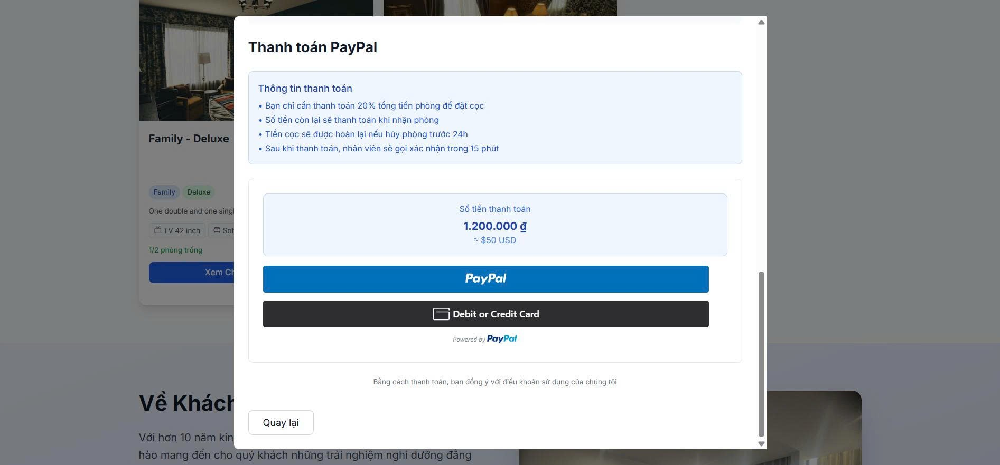 Thanh toán PayPal
Thông tin thanh toán
• Bạn chỉ cần thanh toán 20% tổng tiền phòng để đặt cọc
• Số tiền còn lại sẽ thanh toán khi nhận phòng
• Tiền cọc sẽ được hoàn lại nếu hủy phòng trước 24h
• Sau khi thanh toán, nhân viên sẽ gọi xác nhận trong 15 phút
Số tiền thanh toán
1.200.000 ₫
≈ $50 USD
PayPal
Debit or Credit Card
Powered by PayPal
Bằng cách thanh toán, bạn đồng ý với điều khoản sử dụng của chúng tôi
Quay lại
Family - Deluxe
Family Deluxe
One double and one singl
TV 42 inch Sof
1/2 phòng trống
Xem Ch
Về Khách
Với hơn 10 năm kin
hào mang đến cho quý khách những trải nghiệm nghỉ dưỡng đẳng